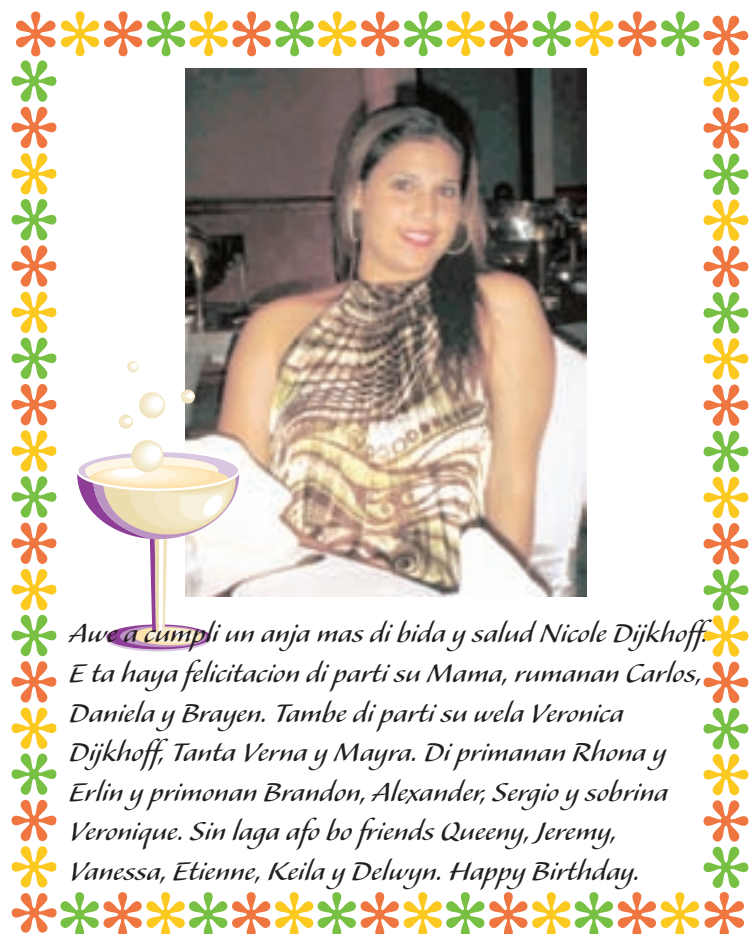 Awe a cumpli un anja mas di bida y salud Nicole Dijkhoff.
E ta haya felicitacion di parti su Mama, rumanan Carlos,
Daniela y Brayen. Tambe di parti su wela Veronica
Dijkhoff, Tanta Verna y Mayra. Di primanan Rhona y
Erlin y primonan Brandon, Alexander, Sergio y sobrina
Veronique. Sin laga afo bo friends Queeny, Jeremy,
Vanessa, Etienne, Keila y Delwyn. Happy Birthday.